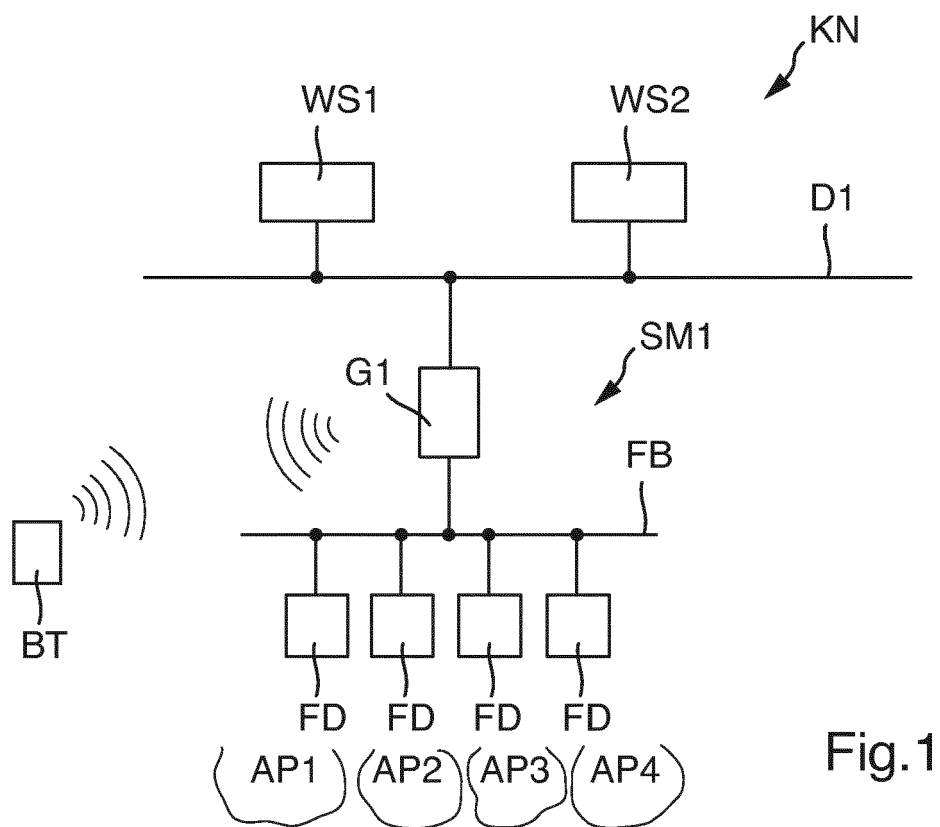 KN
WS1 WS2
D1
SM1
G1
FB
BT
FD FD FD FD
AP1 AP2 AP3 AP4
Fig.1